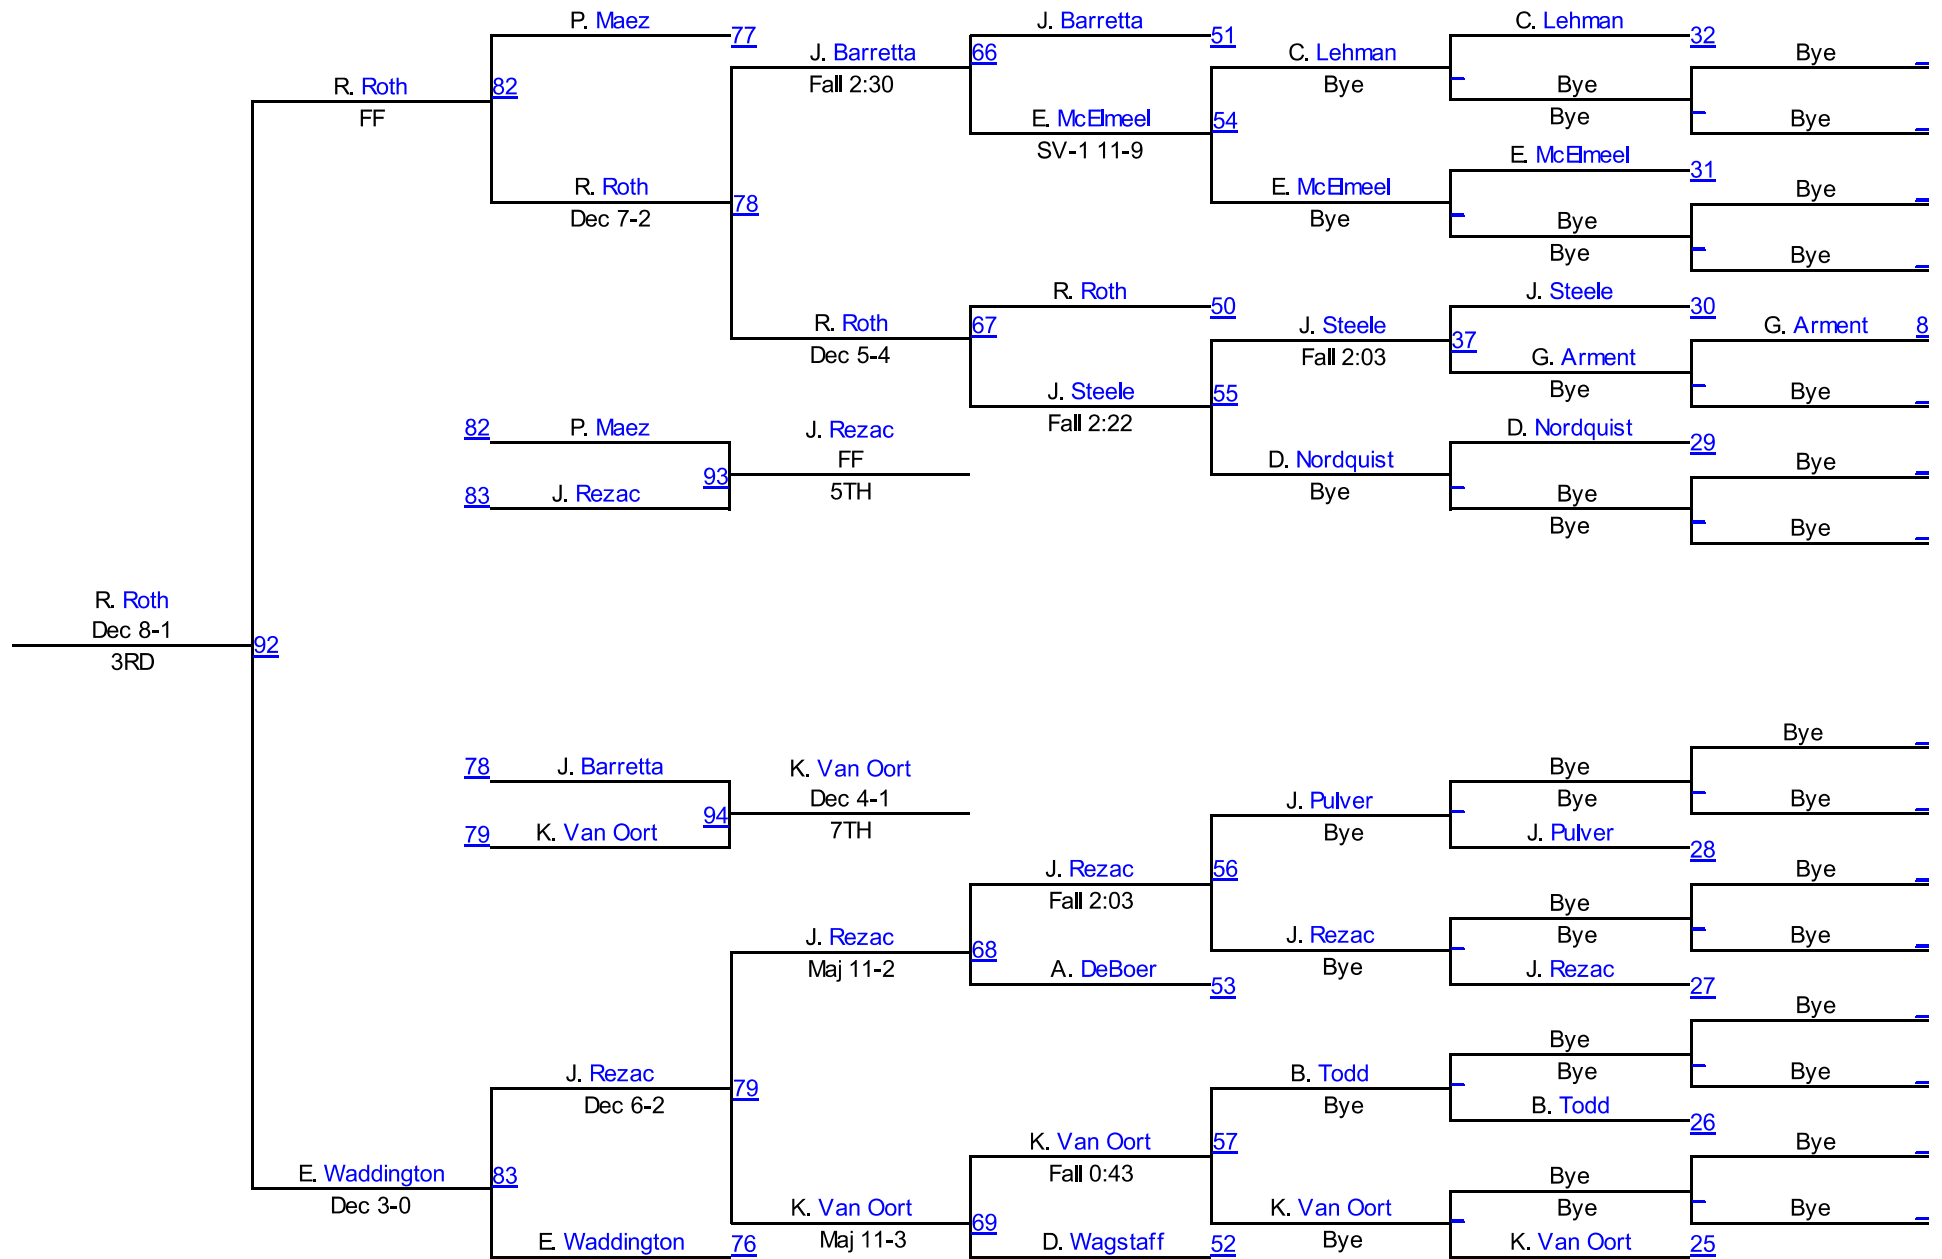 P. Maez
77
J. Barretta
51
C. Lehman
32
J. Barretta
66
C. Lehman
Bye
R. Roth
82
Fall 2:30
Bye
Bye
FF
E. McElmeel
54
Bye
Bye
SV-1 11-9
E. McElmeel
31
R. Roth
78
E. McElmeel
Bye
Dec 7-2
Bye
Bye
Bye
Bye
R. Roth
50
J. Steele
30
R. Roth
67
J. Steele
37
G. Arment
8
Dec 5-4
Fall 2:03
G. Arment
J. Steele
55
Bye
Bye
82
P. Maez
J. Rezac
Fall 2:22
D. Nordquist
29
93
FF
D. Nordquist
Bye
83
J. Rezac
5TH
Bye
Bye
Bye
Bye
R. Roth
Dec 8-1
92
3RD
Bye
78
J. Barretta
K. Van Oort
Bye
94
Dec 4-1
J. Pulver
Bye
Bye
79
K. Van Oort
7TH
Bye
J. Pulver
28
J. Rezac
56
Bye
Fall 2:03
Bye
J. Rezac
68
J. Rezac
Bye
Bye
Maj 11-2
A. DeBoer
53
Bye
J. Rezac
27
Bye
Bye
J. Rezac
79
B. Todd
Bye
Bye
Dec 6-2
Bye
B. Todd
26
K. Van Oort
57
Bye
E. Waddington
83
Fall 0:43
Bye
Dec 3-0
K. Van Oort
69
K. Van Oort
Bye
Bye
E. Waddington
76
Maj 11-3
D. Wagstaff
52
Bye
K. Van Oort
25